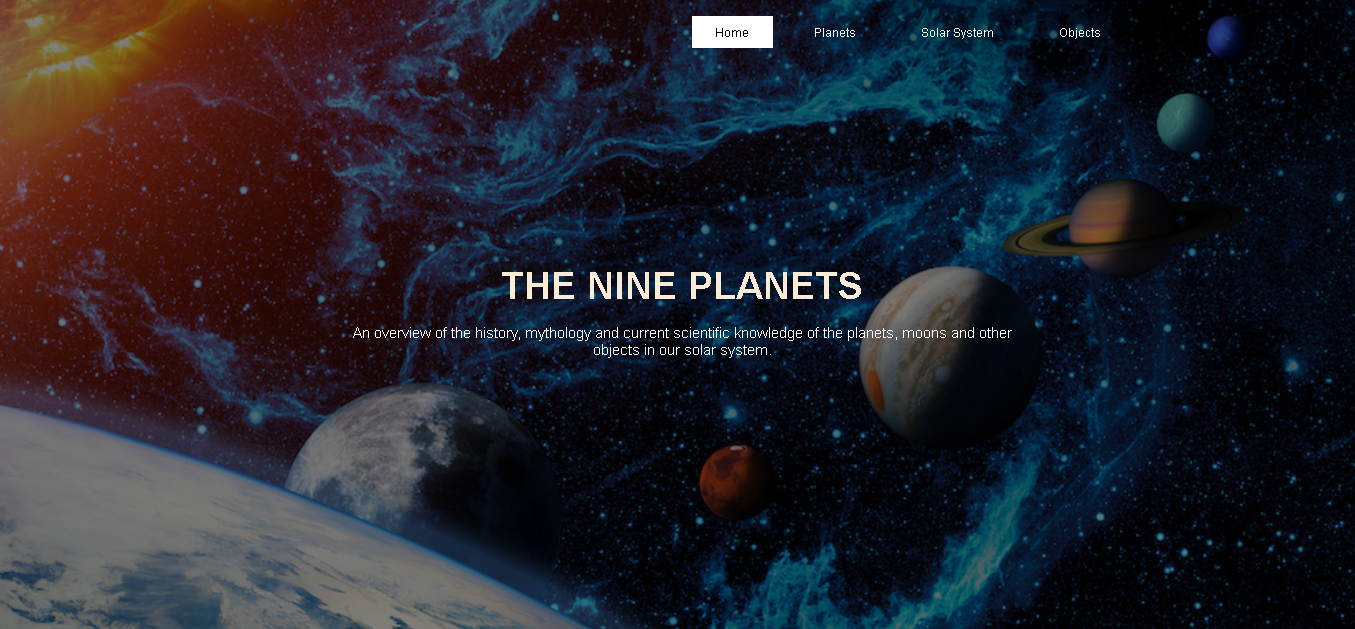 Home Planets Solar System Objects
THE NINE PLANETS
An overview of the history, mythology and current scientific knowledge of the planets, moons and other
objects in our solar system.